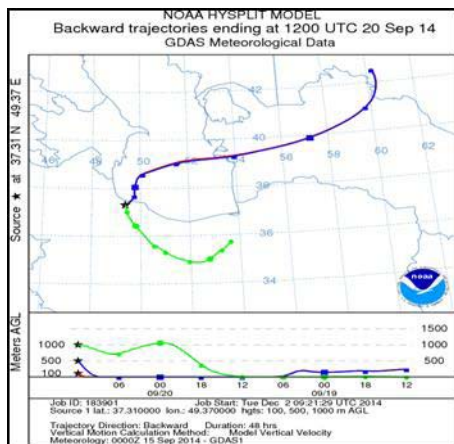 NOAA HYSPLIT MODEL
Backward trajectories ending at 1200 UTC 20 Sep 14
GDAS Meteorological Data
Source ★ at 37.31 N 49.37 E
42
40
38
36
34
46
48
50
52
54
56
58
60
62
noaa
Meters AGL
1500
1000 1000
500 500
100
06 00 18 12 06 00 18 12
09/20 09/19
Job ID: 183901 Job Start: Tue Dec 2 09:21:29 UTC 2014
Source 1 lat.: 37.310000 lon.: 49.370000 hgts: 100, 500, 1000 m AGL
Trajectory Direction: Backward Duration: 48 hrs
Vertical Motion Calculation Method: Model Vertical Velocity
Meteorology: 0000Z 15 Sep 2014 - GDAS1